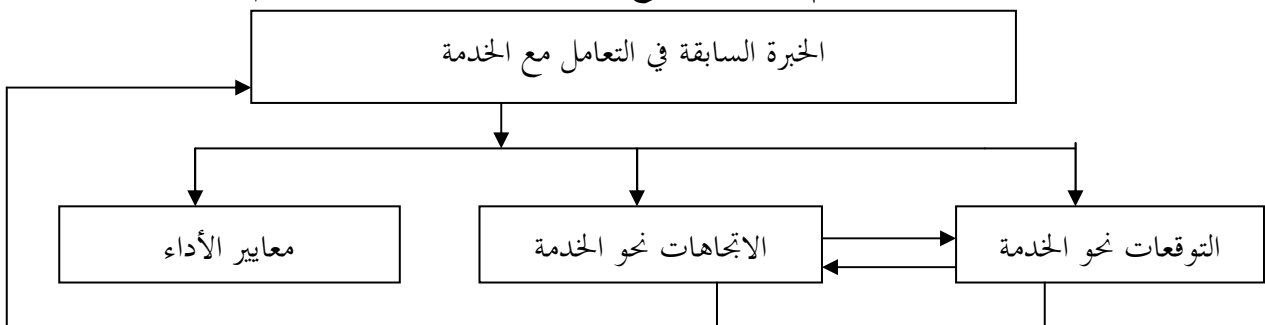 الخبرة السابقة في التعامل مع الخدمة
التوقعات نحو الخدمة
الاتجاهات نحو الخدمة
معايير الأداء